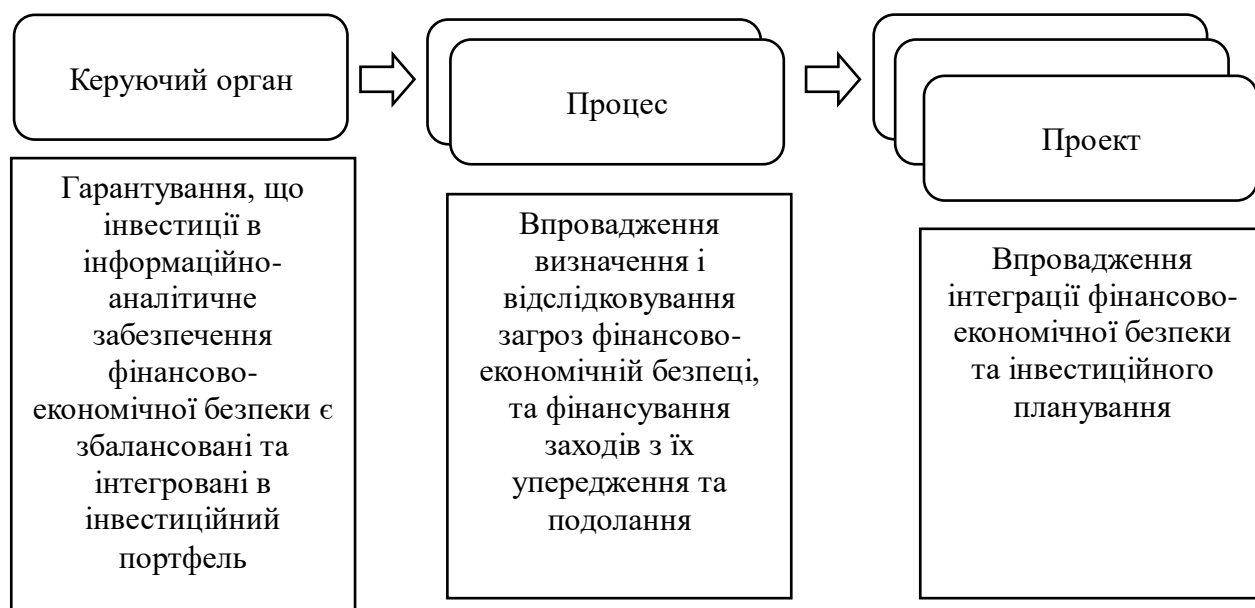 Керуючий орган
Процес
Проект
Гарантування, що
інвестиції в
інформаційно-
аналітичне
забезпечення
фінансово-
економічної безпеки є
збалансовані та
інтегровані в
інвестиційний
портфель
Впровадження
визначення і
відслідковування
загроз фінансово-
економічній безпеці,
та фінансування
заходів з їх
упередження та
подолання
Впровадження
інтеграції фінансово-
економічної безпеки
та інвестиційного
планування